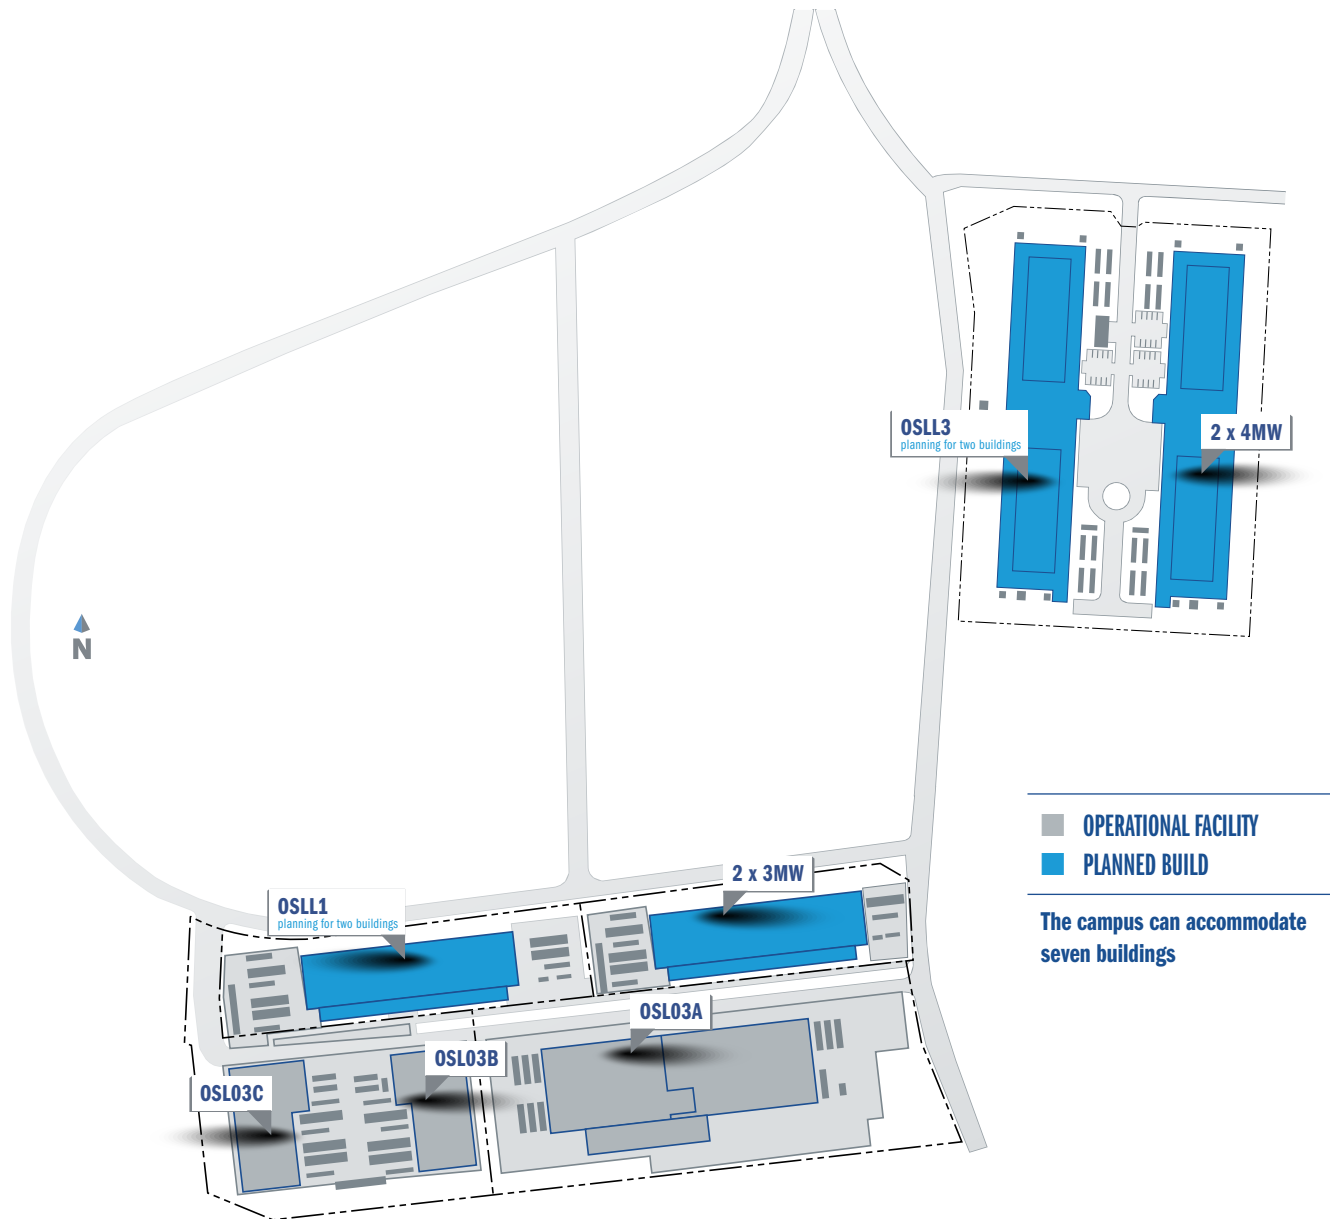 OSLL3
planning for two buildings
2 x 4MW
N
OPERATIONAL FACILITY
PLANNED BUILD
The campus can accommodate
seven buildings
2 x 3MW
OSLL1
planning for two buildings
OSL03A
OSL03B
OSL03C